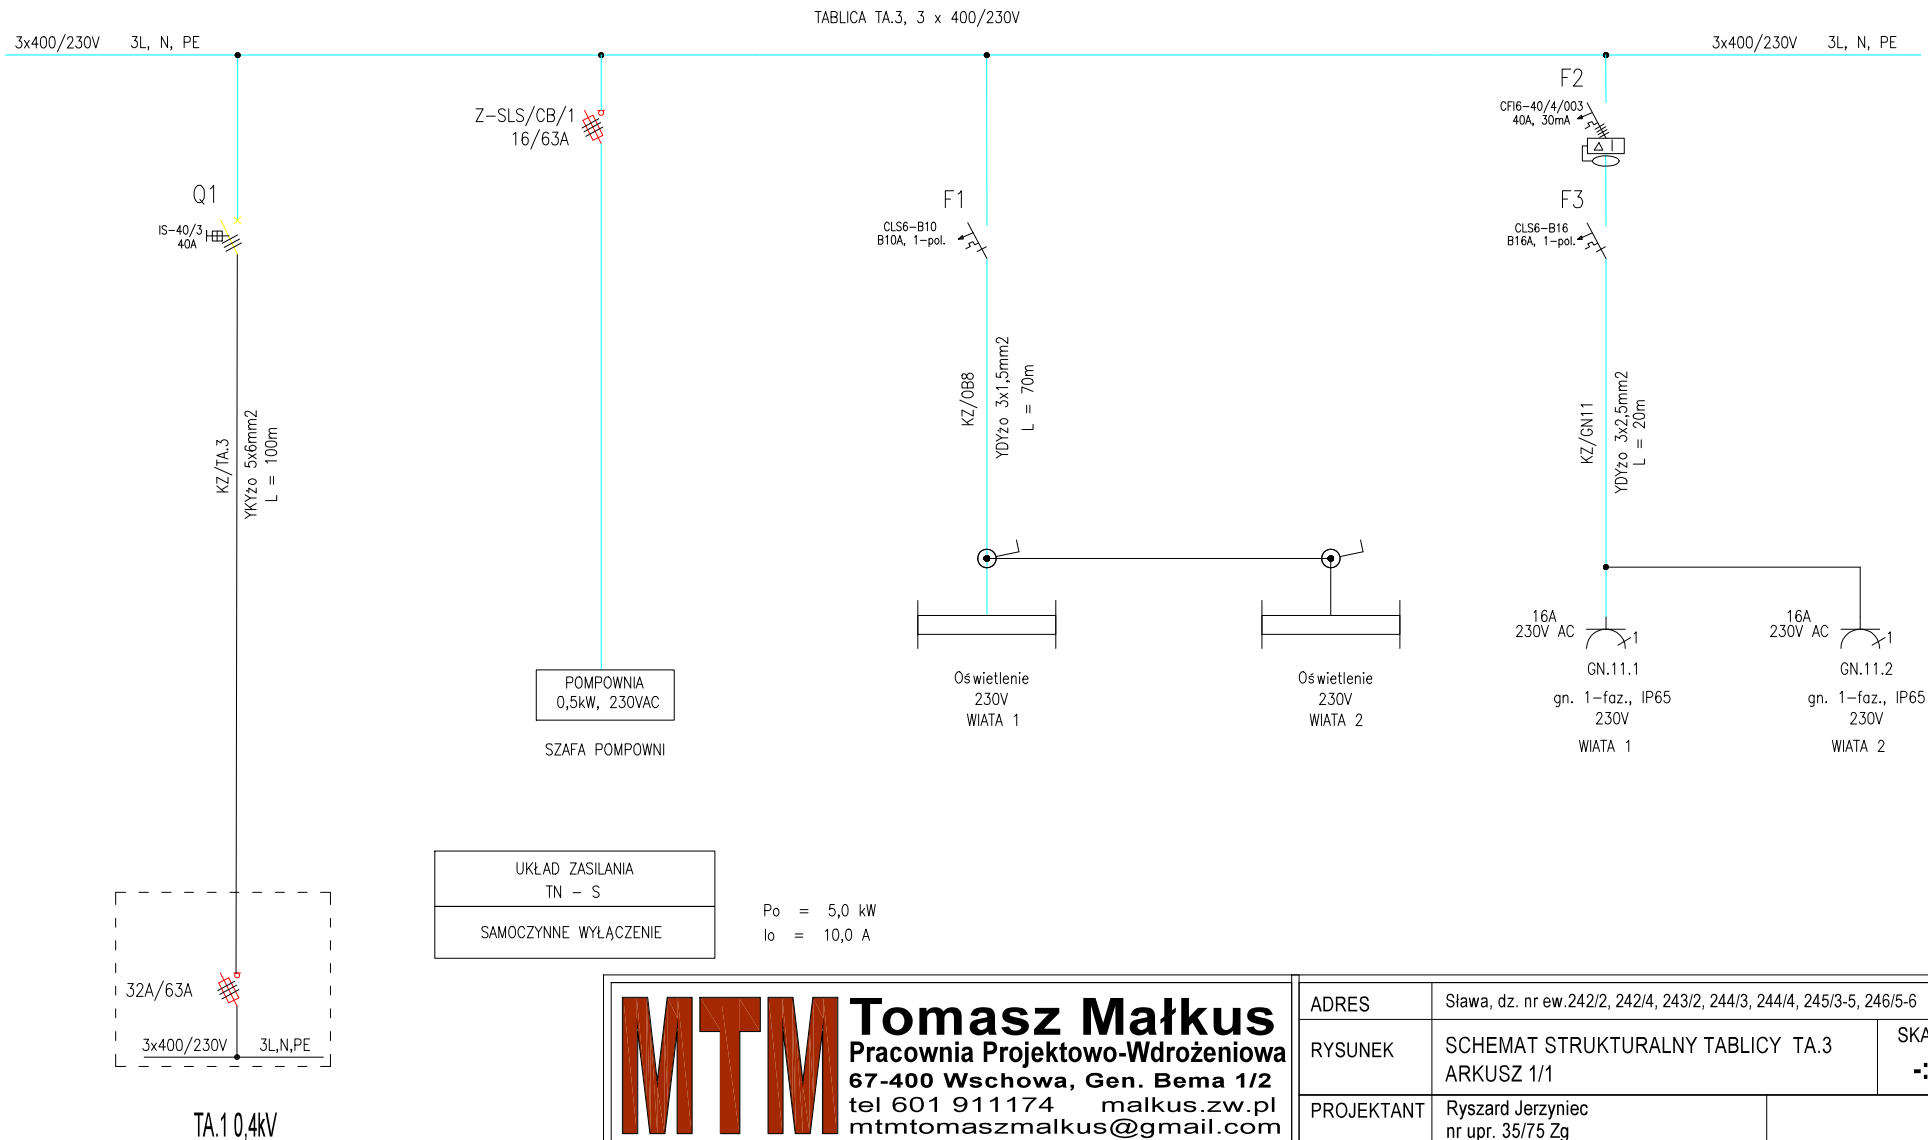 TABLICA TA.3, 3 x 400/230V
3x400/230V 3L, N, PE
3x400/230V 3L, N, PE
Z-SLS/CB/1
16/63A
F2
CFI6-40/4/003
40A, 30mA
Q1
IS-40/3
40A
F1
CLS6-B10
B10A, 1-pol.
F3
CLS6-B16
B16A, 1-pol.
KZ/TA.3
YKYżo 5x6mm2
L = 100m
KZ/OB8
YDYżo 3x1,5mm2
L = 70m
KZ/GN11
YDYżo 3x2,5mm2
L = 20m
POMPOWNIA
0,5kW, 230VAC
SZAFA POMPOWNI
Oświetlenie
230V
WIATA 1
Oświetlenie
230V
WIATA 2
16A
230V AC
1
GN.11.1
gn. 1-faz., IP65
230V
WIATA 1
16A
230V AC
1
GN.11.2
gn. 1-faz., IP65
230V
WIATA 2
UKŁAD ZASILANIA
TN - S
SAMOCZYNNE WYŁĄCZENIE
Po = 5,0 kW
Io = 10,0 A
32A/63A
3x400/230V 3L,N,PE
TA.1 0,4kV
MTM
Tomasz Małkus
Pracownia Projektowo-Wdrożeniowa
67-400 Wschowa, Gen. Bema 1/2
tel 601 911174 malkus.zw.pl
mtmtomaszmalkus@gmail.com
ADRES Sława, dz. nr ew.242/2, 242/4, 243/2, 244/3, 244/4, 245/3-5, 246/5-6
RYSUNEK SCHEMAT STRUKTURALNY TABLICY TA.3
ARKUSZ 1/1
SKA
-:
PROJEKTANT Ryszard Jerzyniec
nr upr. 35/75 Zg